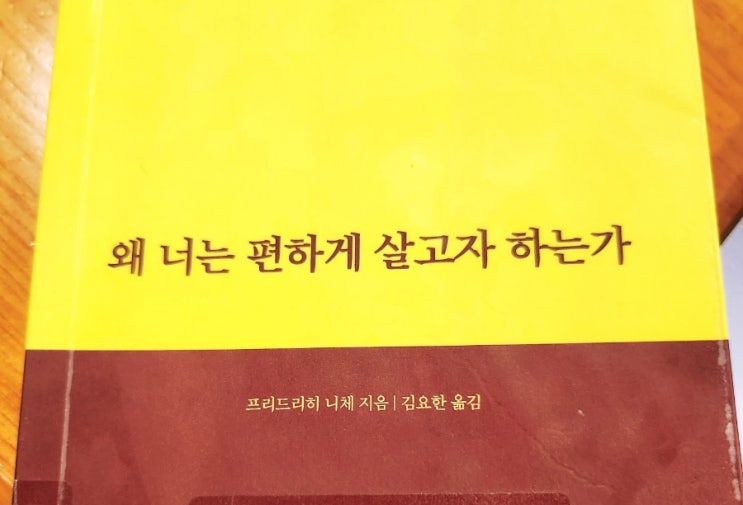 왜 너는 편하게 살고자 하는가
프리드리히 니체 지음 | 김요한 옮김